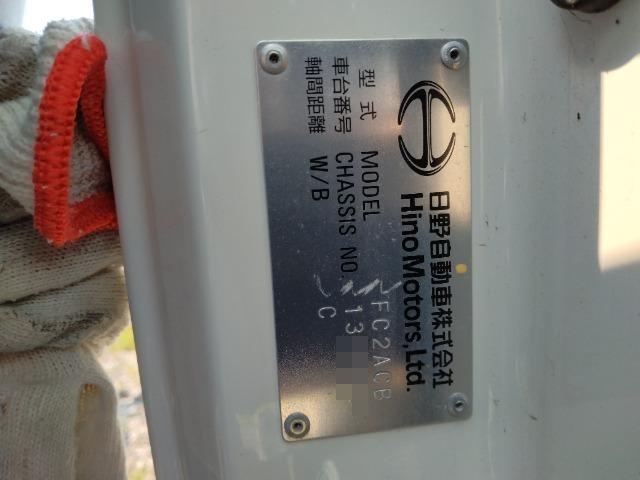 日野自動車株式会社
Hino Motors, Ltd.
型式 MODEL FC2ACB
車台番号 CHASSIS NO. 13
軸間距離 W/B C